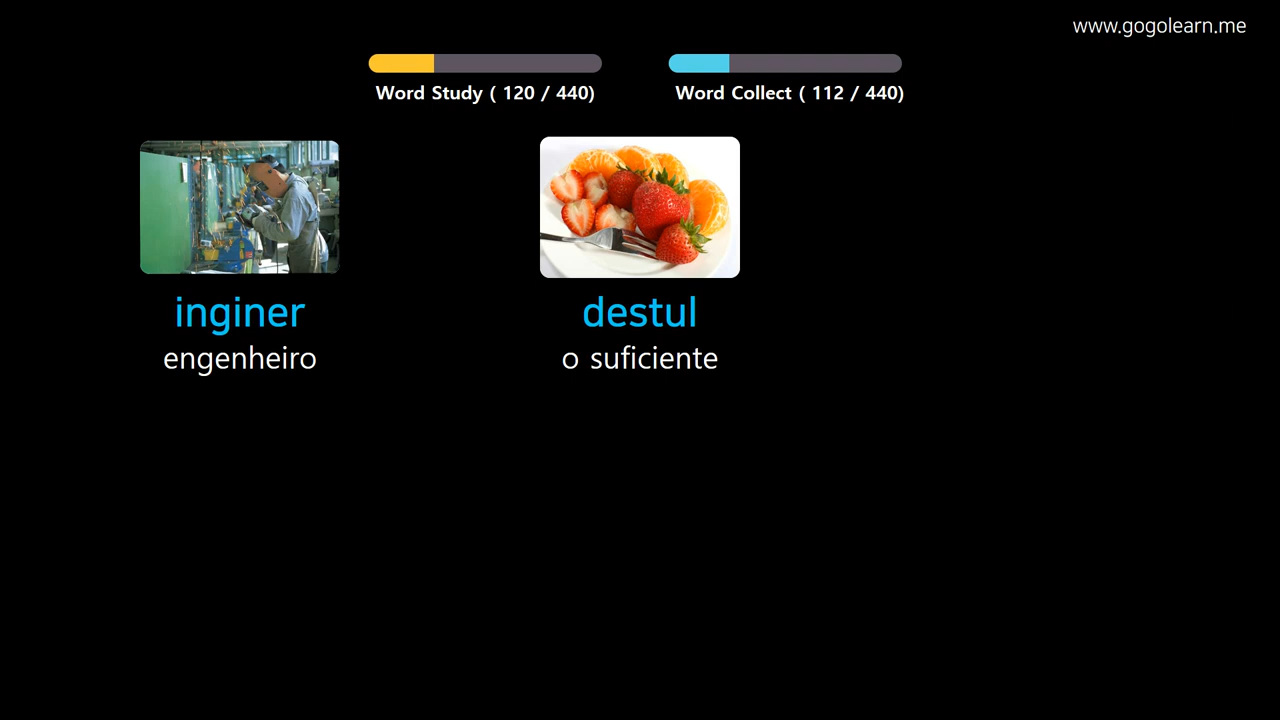 www.gogolearn.me
Word Study ( 120 / 440)
Word Collect ( 112 / 440)
inginer
engenheiro
destul
o suficiente